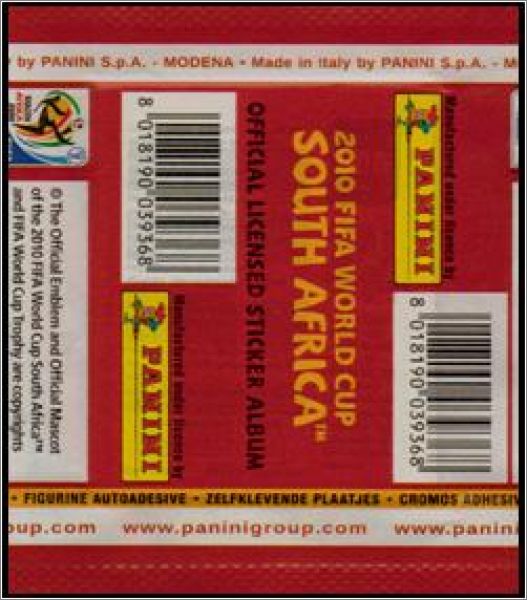 by PANINI S.p.A. - MODENA • Made in Italy by PANINI S.p.A. - M
8 018190 039368
OFFICIAL LICENSED STICKER ALBUM
2010 FIFA WORLD CUP
SOUTH AFRICA™
Manufactured under licence by
PANINI
© The Official Emblem and Official Mascot
of the 2010 FIFA World Cup South Africa™
and FIFA World Cup Trophy are copyrights
Manufactured under licence by
PANINI
8 018190 039368
• FIGURINE AUTOADESIVE • ZELFKLEVENDE PLAATJES • CROMOS ADHESIV
oup.com www.paninigroup.com www.panini